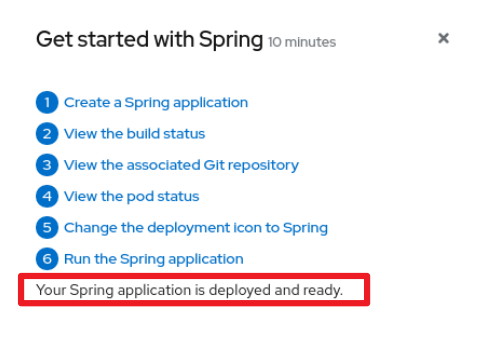 Get started with Spring 10 minutes ×
1 Create a Spring application
2 View the build status
3 View the associated Git repository
4 View the pod status
5 Change the deployment icon to Spring
6 Run the Spring application
Your Spring application is deployed and ready.